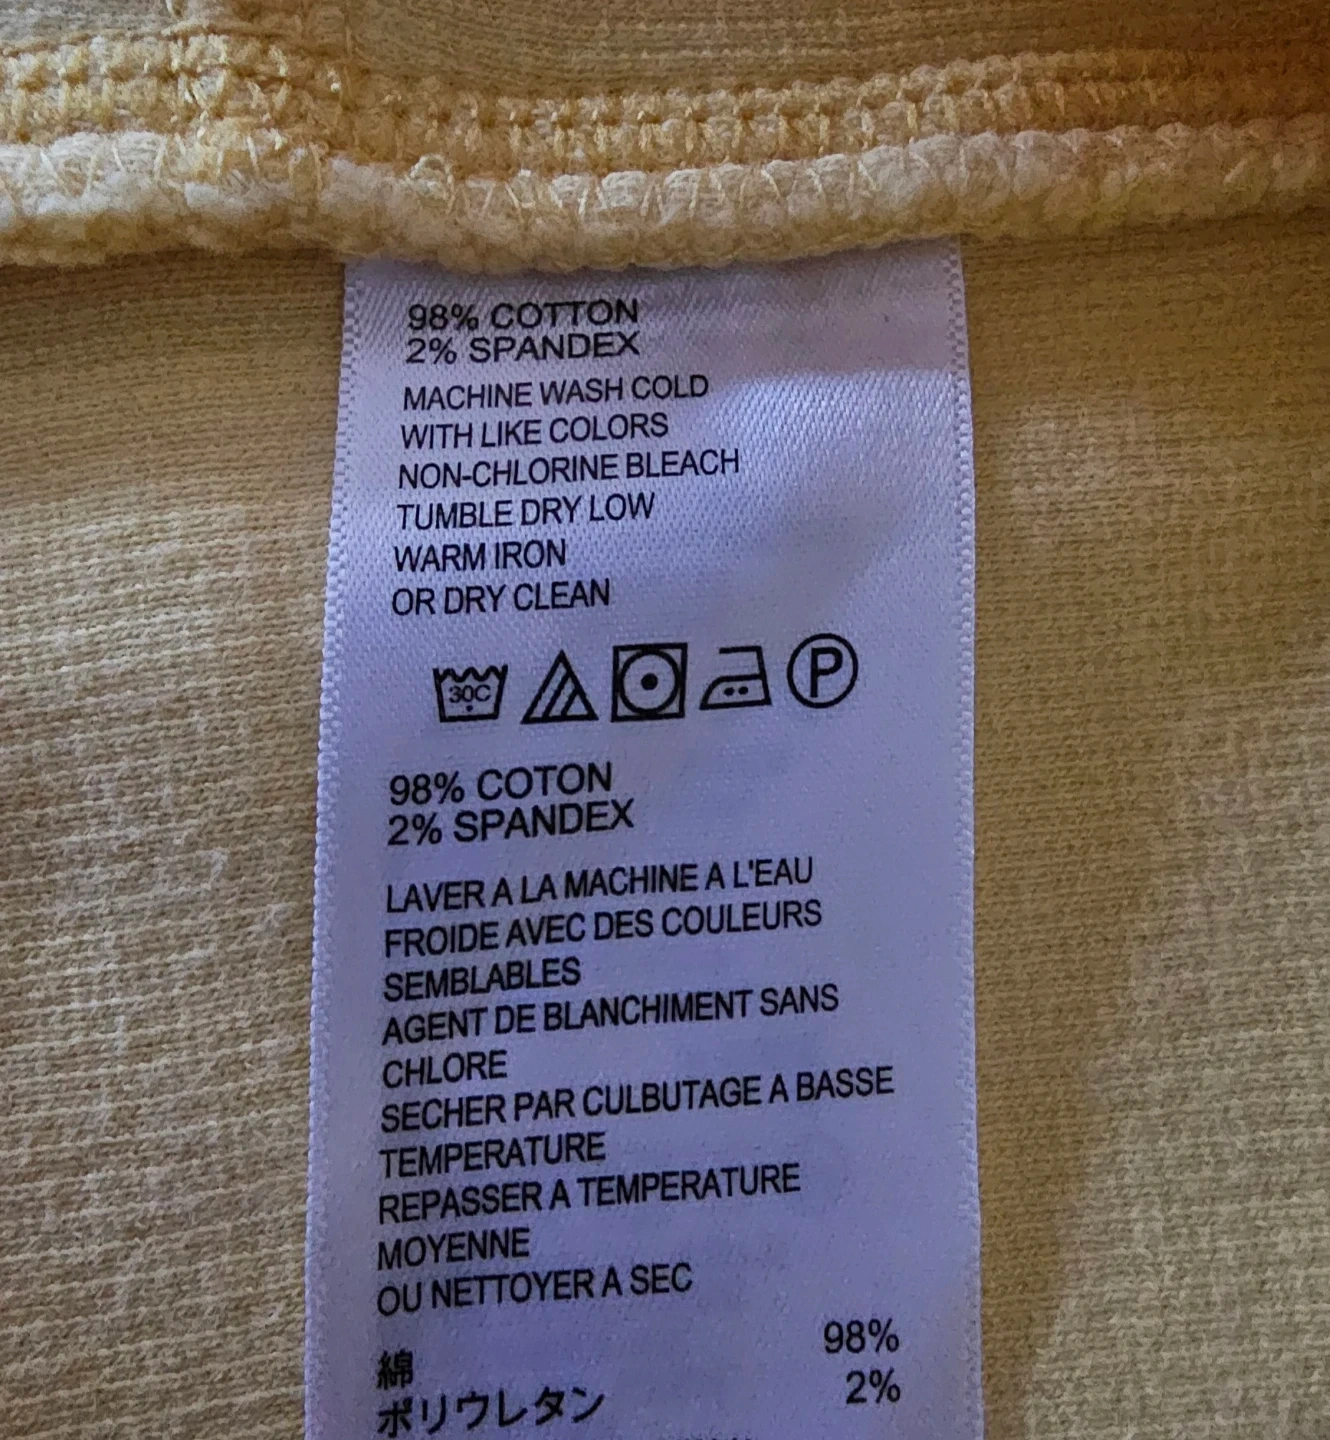 98% COTTON
2% SPANDEX
MACHINE WASH COLD
WITH LIKE COLORS
NON-CHLORINE BLEACH
TUMBLE DRY LOW
WARM IRON
OR DRY CLEAN
30C P
98% COTON
2% SPANDEX
LAVER A LA MACHINE A L'EAU
FROIDE AVEC DES COULEURS
SEMBLABLES
AGENT DE BLANCHIMENT SANS
CHLORE
SECHER PAR CULBUTAGE A BASSE
TEMPERATURE
REPASSER A TEMPERATURE
MOYENNE
OU NETTOYER A SEC
綿 98%
ポリウレタン 2%